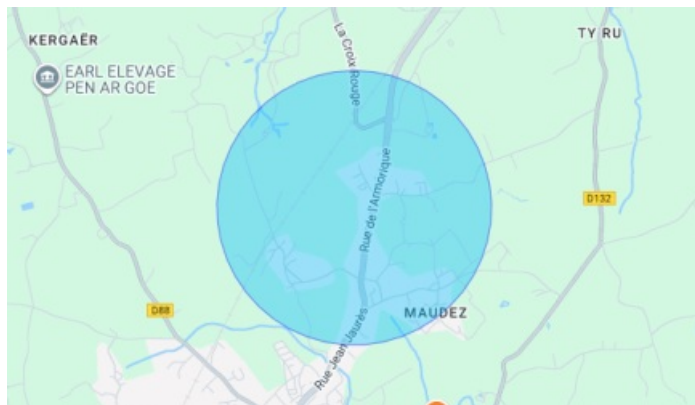 KERGAËR
EARL ELEVAGE
PEN AR GOE
La Croix Rouge
TY RU
Rue de l'Armorique
D132
D88
MAUDEZ
Rue Jean Jaurès